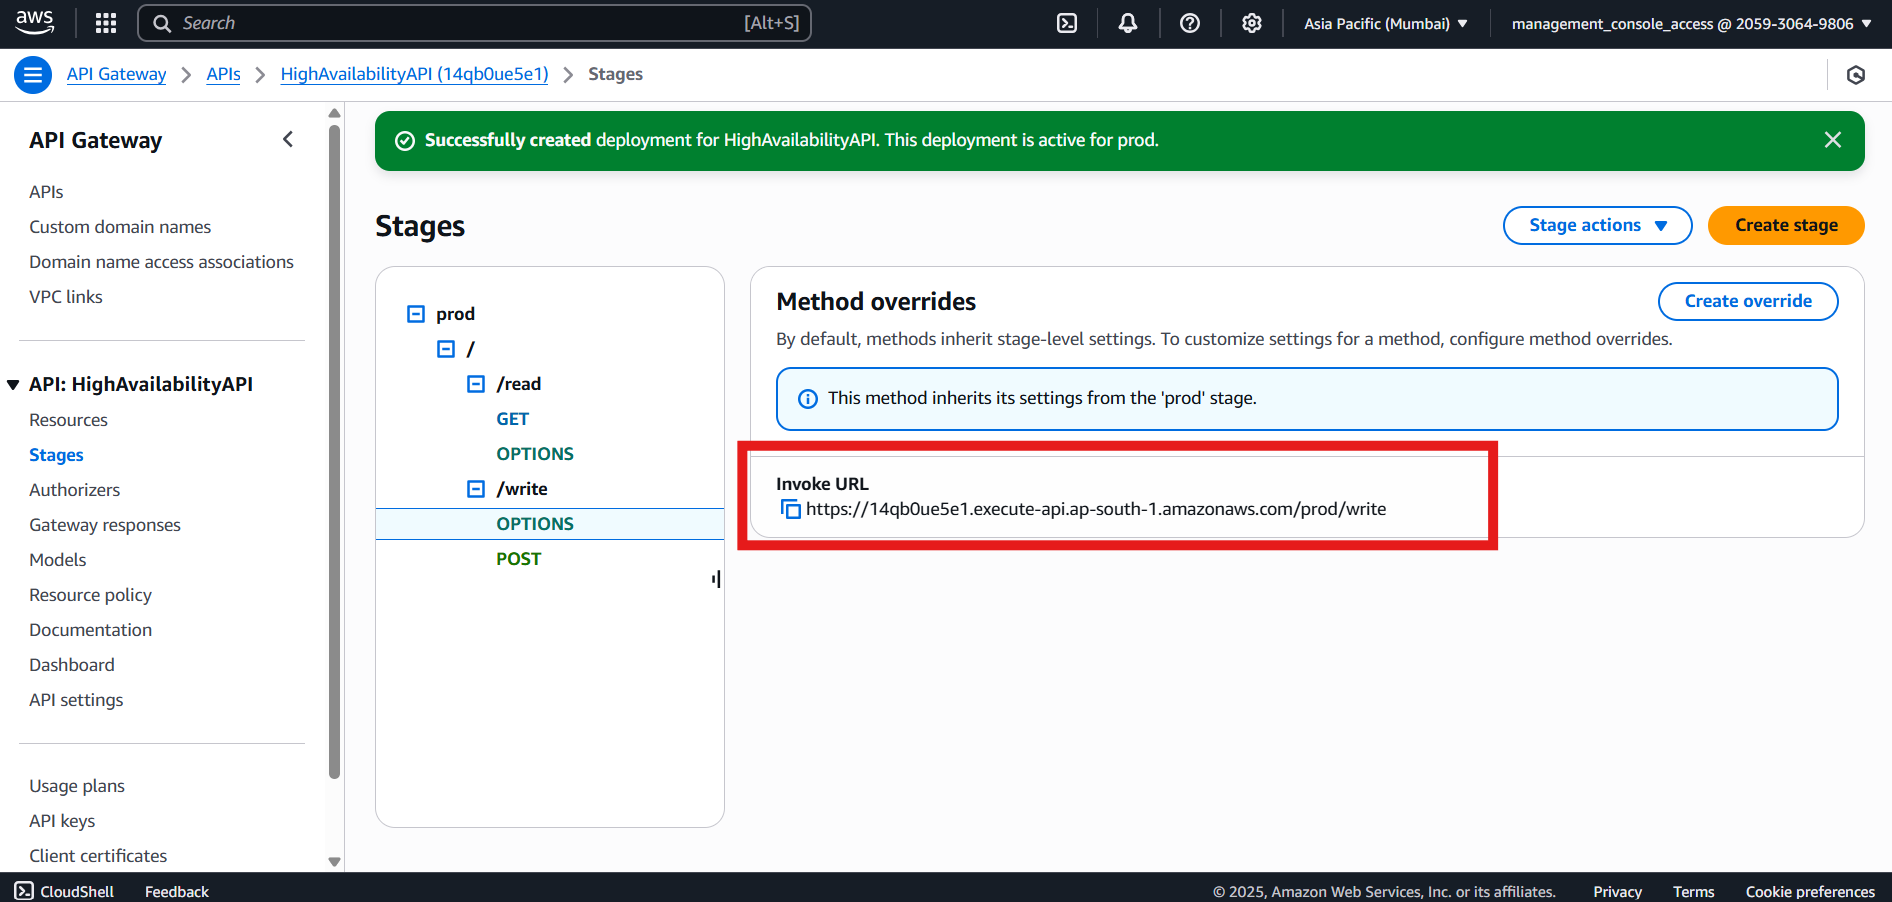 aws
Search [Alt+S]
Asia Pacific (Mumbai)
management_console_access @ 2059-3064-9806
API Gateway > APIs > HighAvailabilityAPI (14qb0ue5e1) > Stages
API Gateway
APIs
Custom domain names
Domain name access associations
VPC links
API: HighAvailabilityAPI
Resources
Stages
Authorizers
Gateway responses
Models
Resource policy
Documentation
Dashboard
API settings
Usage plans
API keys
Client certificates
Successfully created deployment for HighAvailabilityAPI. This deployment is active for prod.
Stages
Stage actions
Create stage
prod
/
/read
GET
OPTIONS
/write
OPTIONS
POST
Method overrides
Create override
By default, methods inherit stage-level settings. To customize settings for a method, configure method overrides.
This method inherits its settings from the 'prod' stage.
Invoke URL
https://14qb0ue5e1.execute-api.ap-south-1.amazonaws.com/prod/write
CloudShell
Feedback
© 2025, Amazon Web Services, Inc. or its affiliates.
Privacy
Terms
Cookie preferences